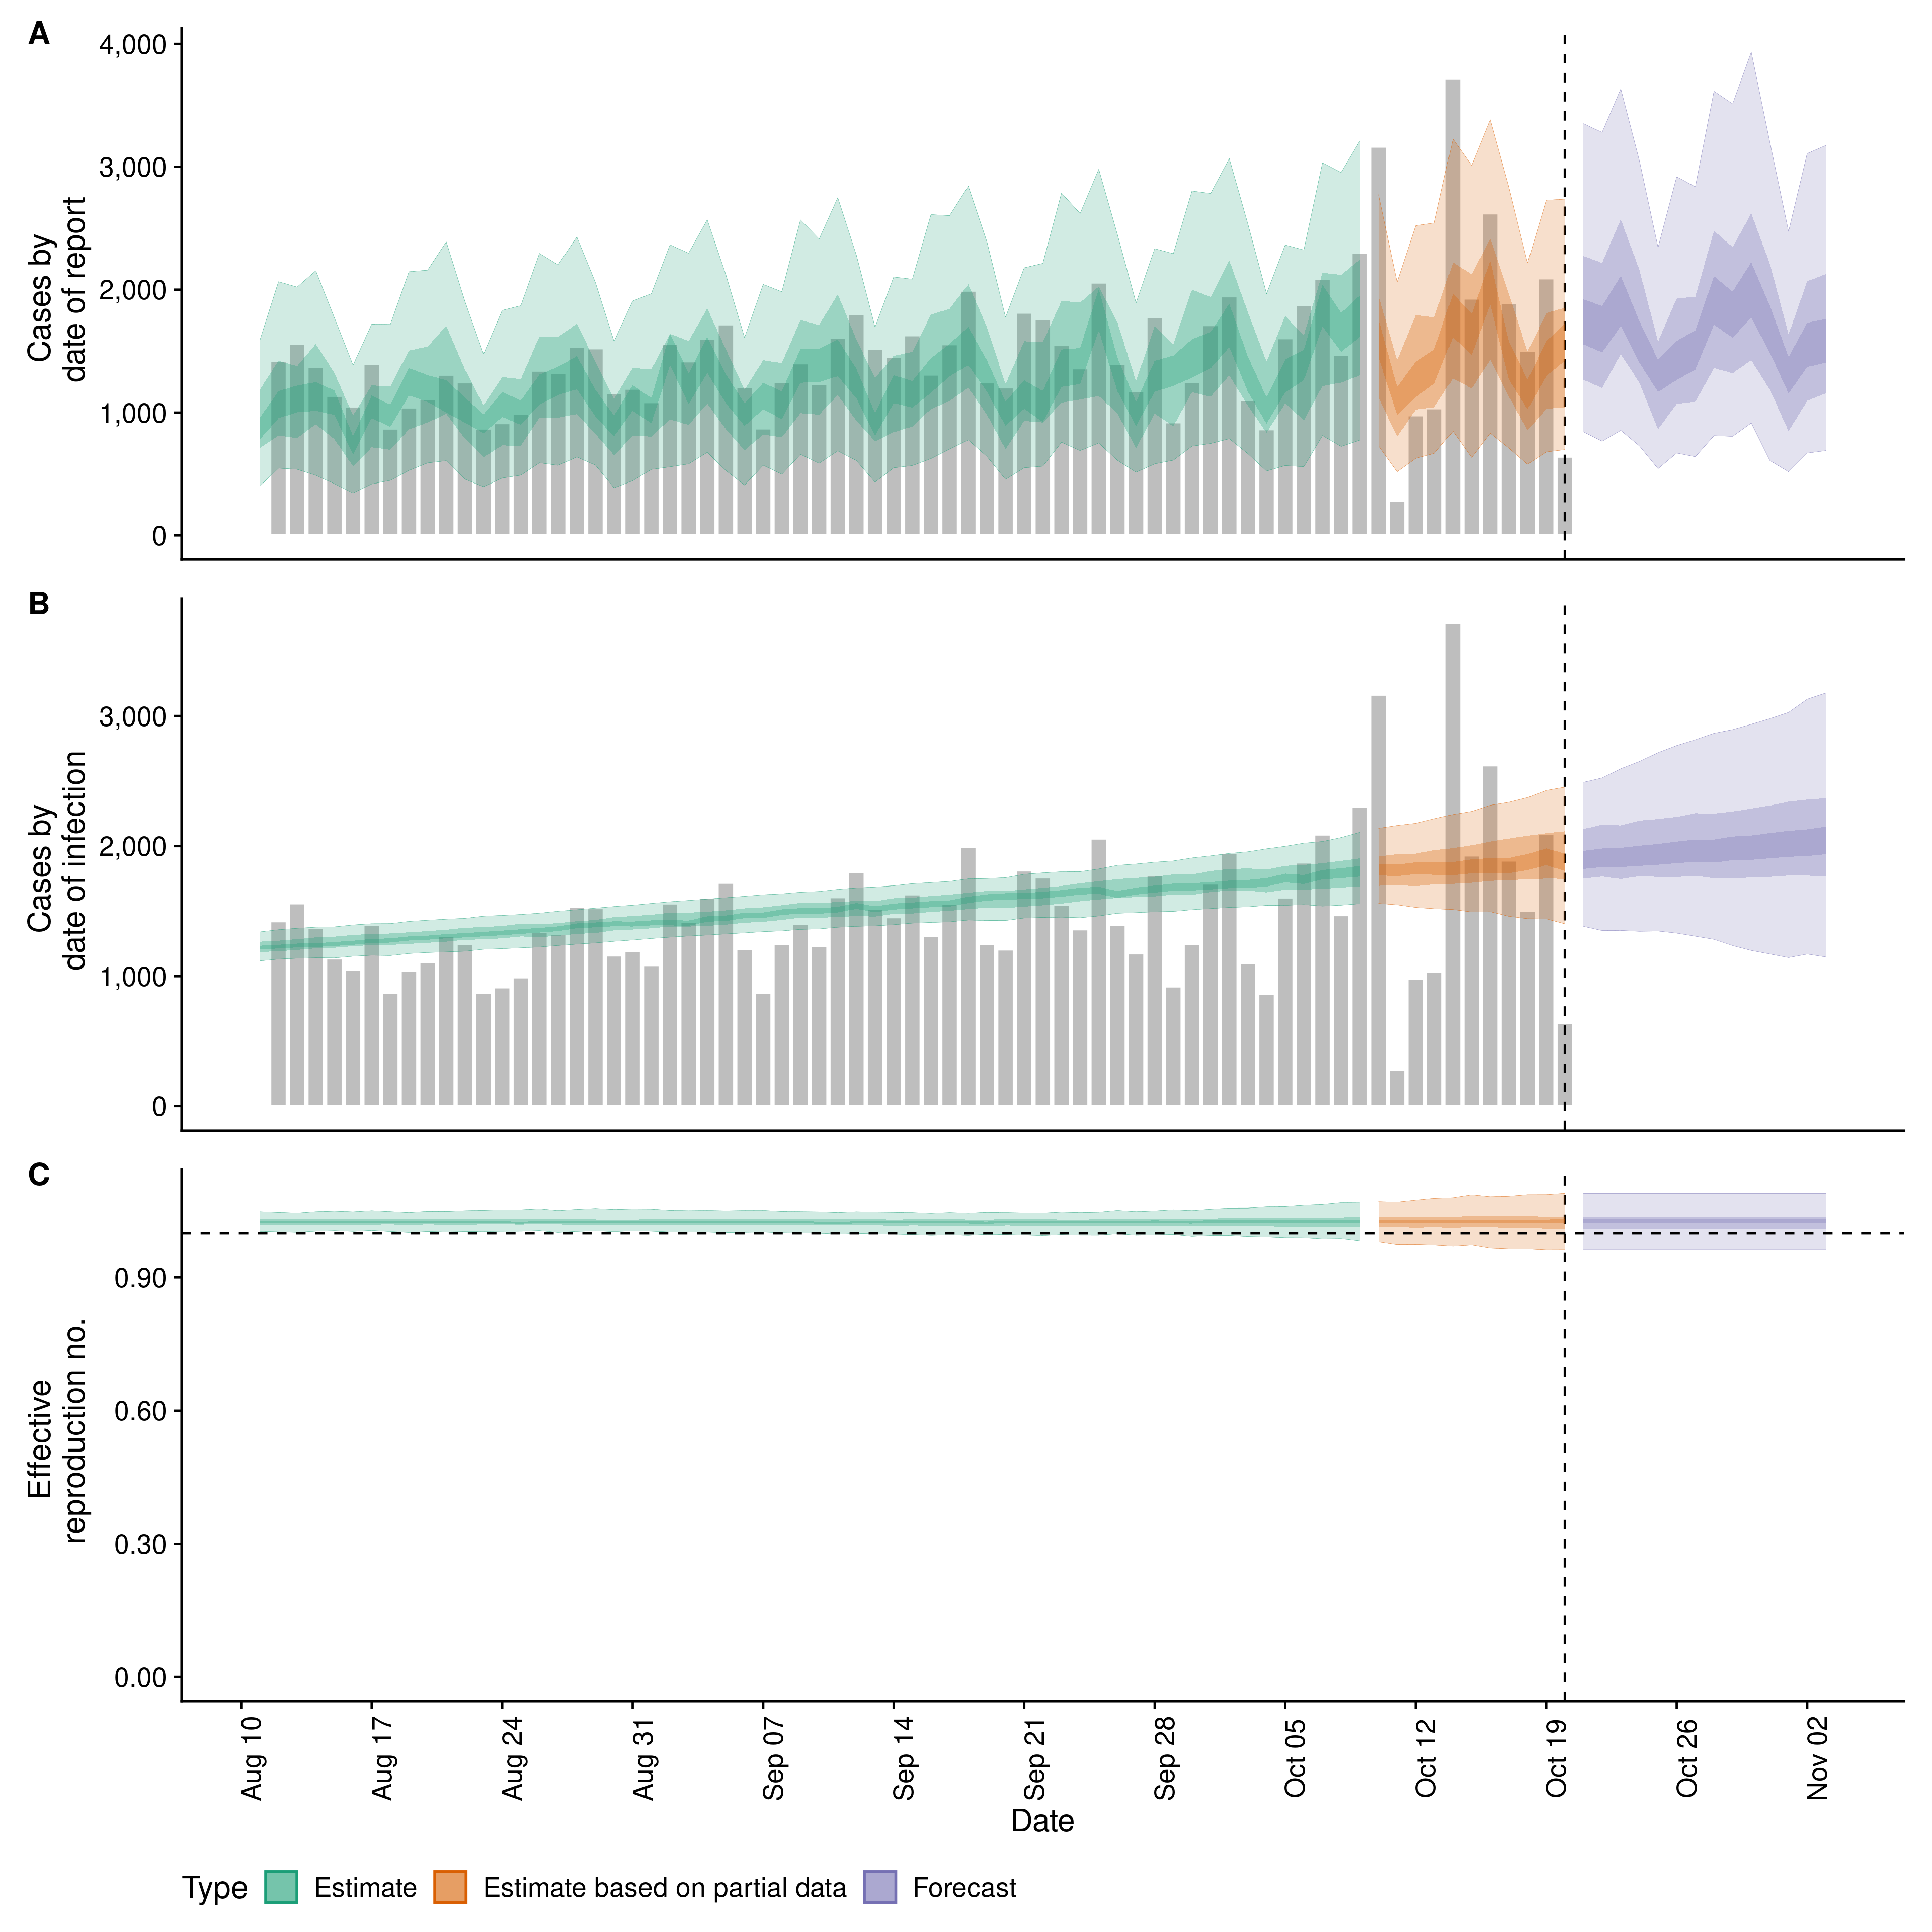 A
4,000
3,000
2,000
1,000
0
Cases by
date of report
B
3,000
2,000
1,000
0
Cases by
date of infection
C
0.90
0.60
0.30
0.00
Effective
reproduction no.
Aug 10
Aug 17
Aug 24
Aug 31
Sep 07
Sep 14
Sep 21
Sep 28
Oct 05
Oct 12
Oct 19
Oct 26
Nov 02
Date
Type Estimate Estimate based on partial data Forecast